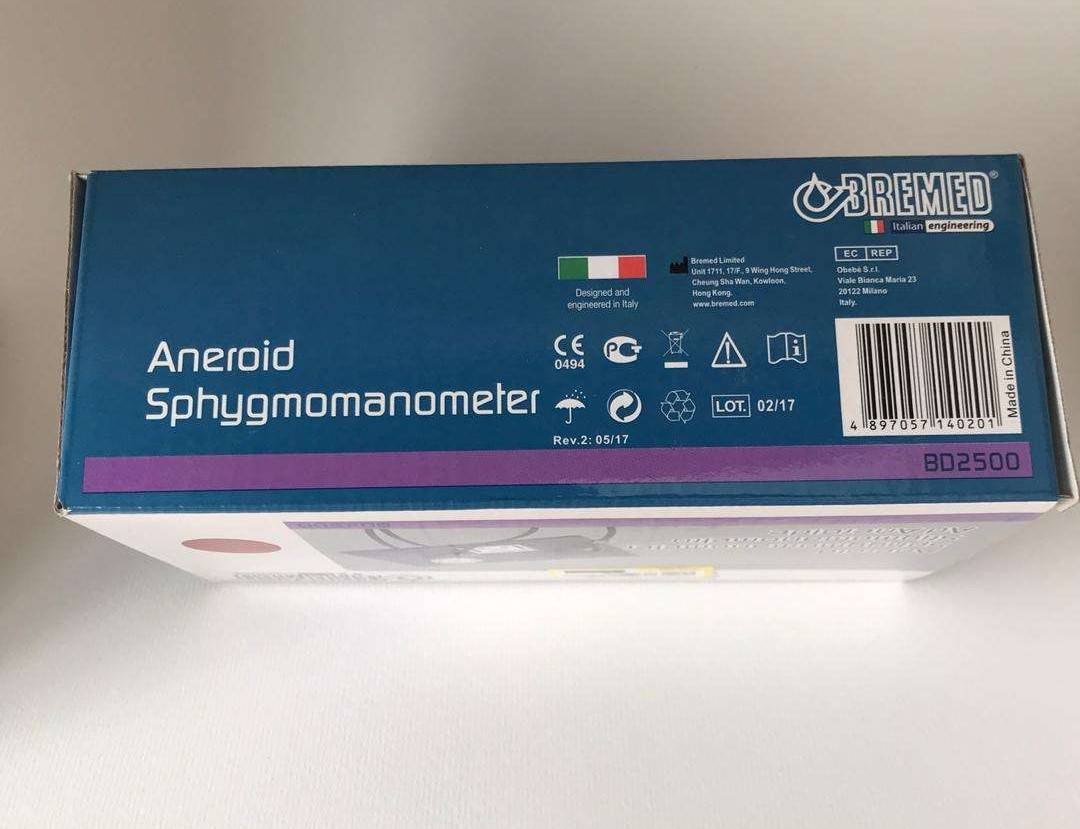 BREMED®
Italian engineering
Designed and
engineered in Italy
Bremed Limited
Unit 1711, 17/F., 9 Wing Hong Street,
Cheung Sha Wan, Kowloon,
Hong Kong.
www.bremed.com
EC REP
Obebè S.r.l.
Viale Bianca Maria 23
20122 Milano
Italy.
Aneroid
Sphygmomanometer
CE
0494
PCT
i
LOT. 02/17
Rev.2: 05/17
4 897057 140201
Made in China
BD2500